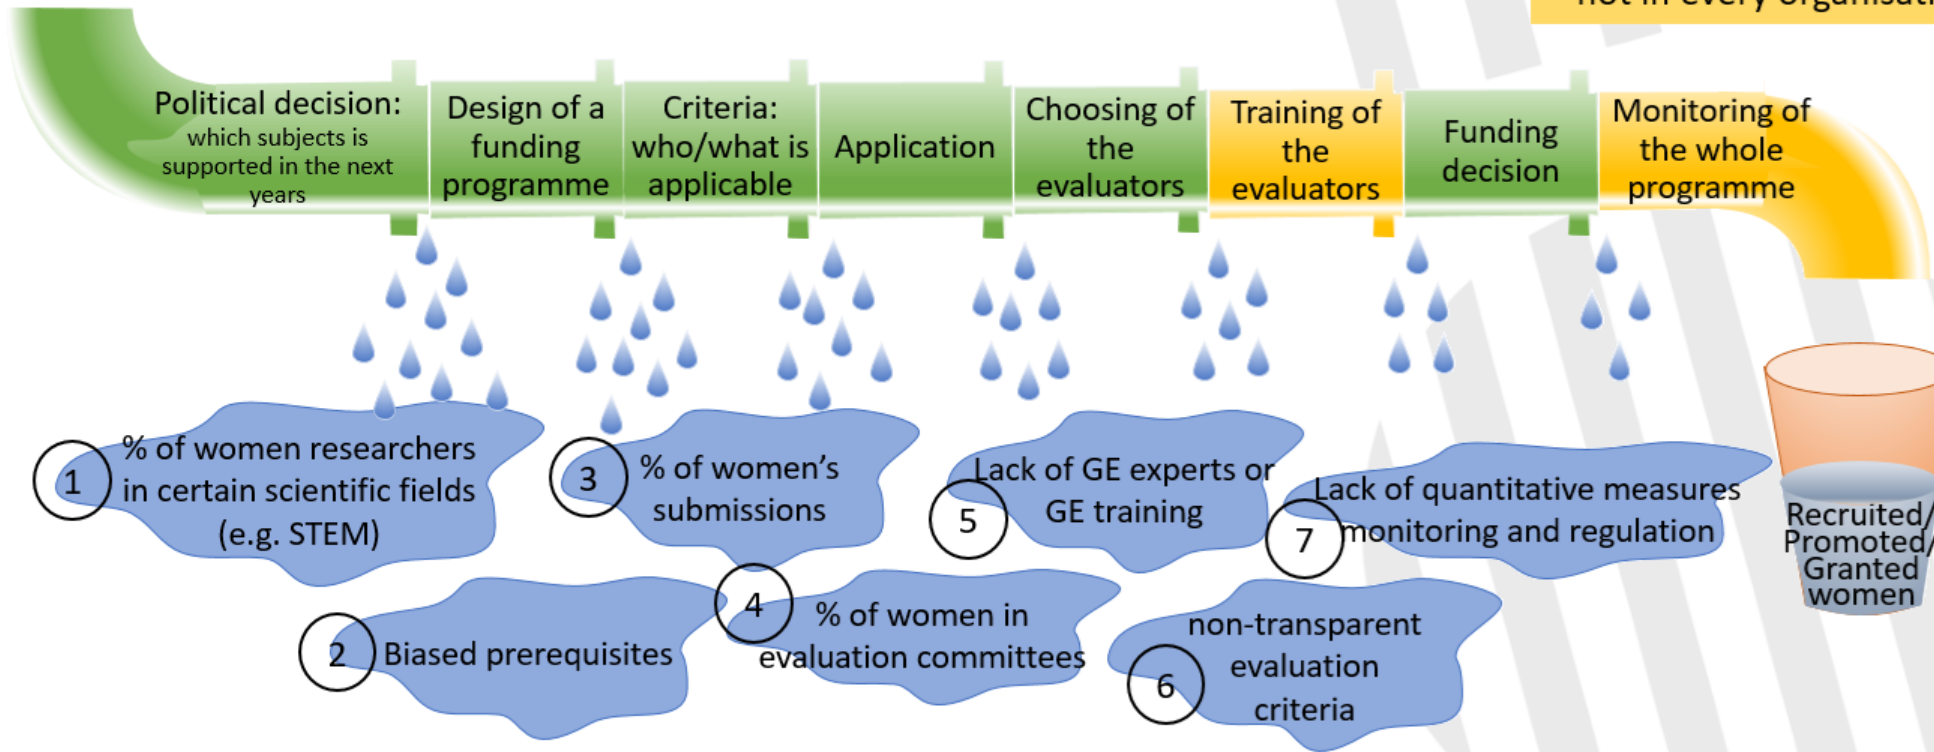 not in every organisati
Political decision:
which subjects is
supported in the next
years
Design of a
funding
programme
Criteria:
who/what is
applicable
Application
Choosing of
the
evaluators
Training of
the
evaluators
Funding
decision
Monitoring of
the whole
programme
1
% of women researchers
in certain scientific fields
(e.g. STEM)
2
Biased prerequisites
3
% of women's
submissions
4
% of women in
evaluation committees
5
Lack of GE experts or
GE training
6
non-transparent
evaluation
criteria
7
Lack of quantitative measures
monitoring and regulation
Recruited/
Promoted/
Granted
women